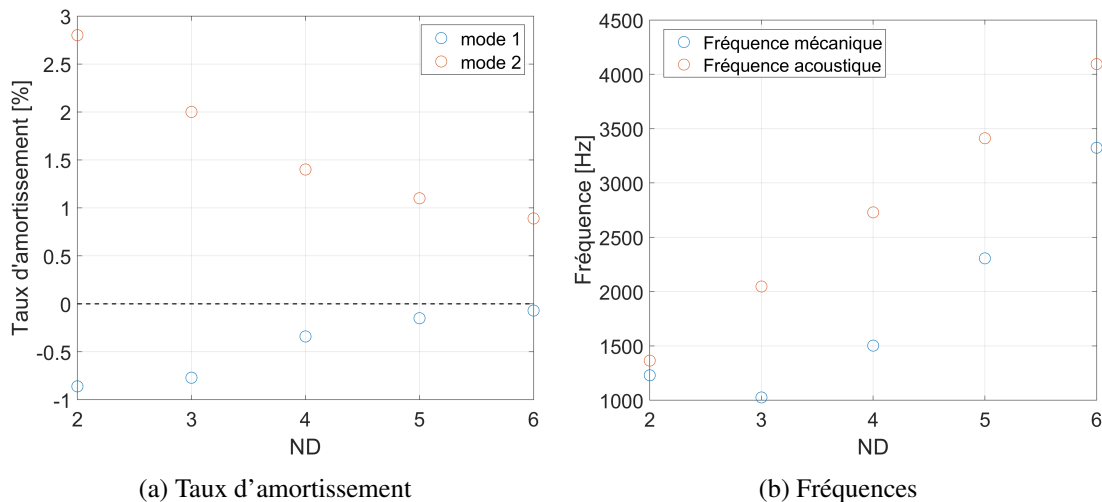 3
2.5
2
1.5
1
0.5
0
-0.5
-1
Taux d'amortissement [%]
mode 1
mode 2
2 3 4 5 6
ND
(a) Taux d'amortissement
4500
4000
3500
3000
2500
2000
1500
1000
Fréquence [Hz]
Fréquence mécanique
Fréquence acoustique
2 3 4 5 6
ND
(b) Fréquences